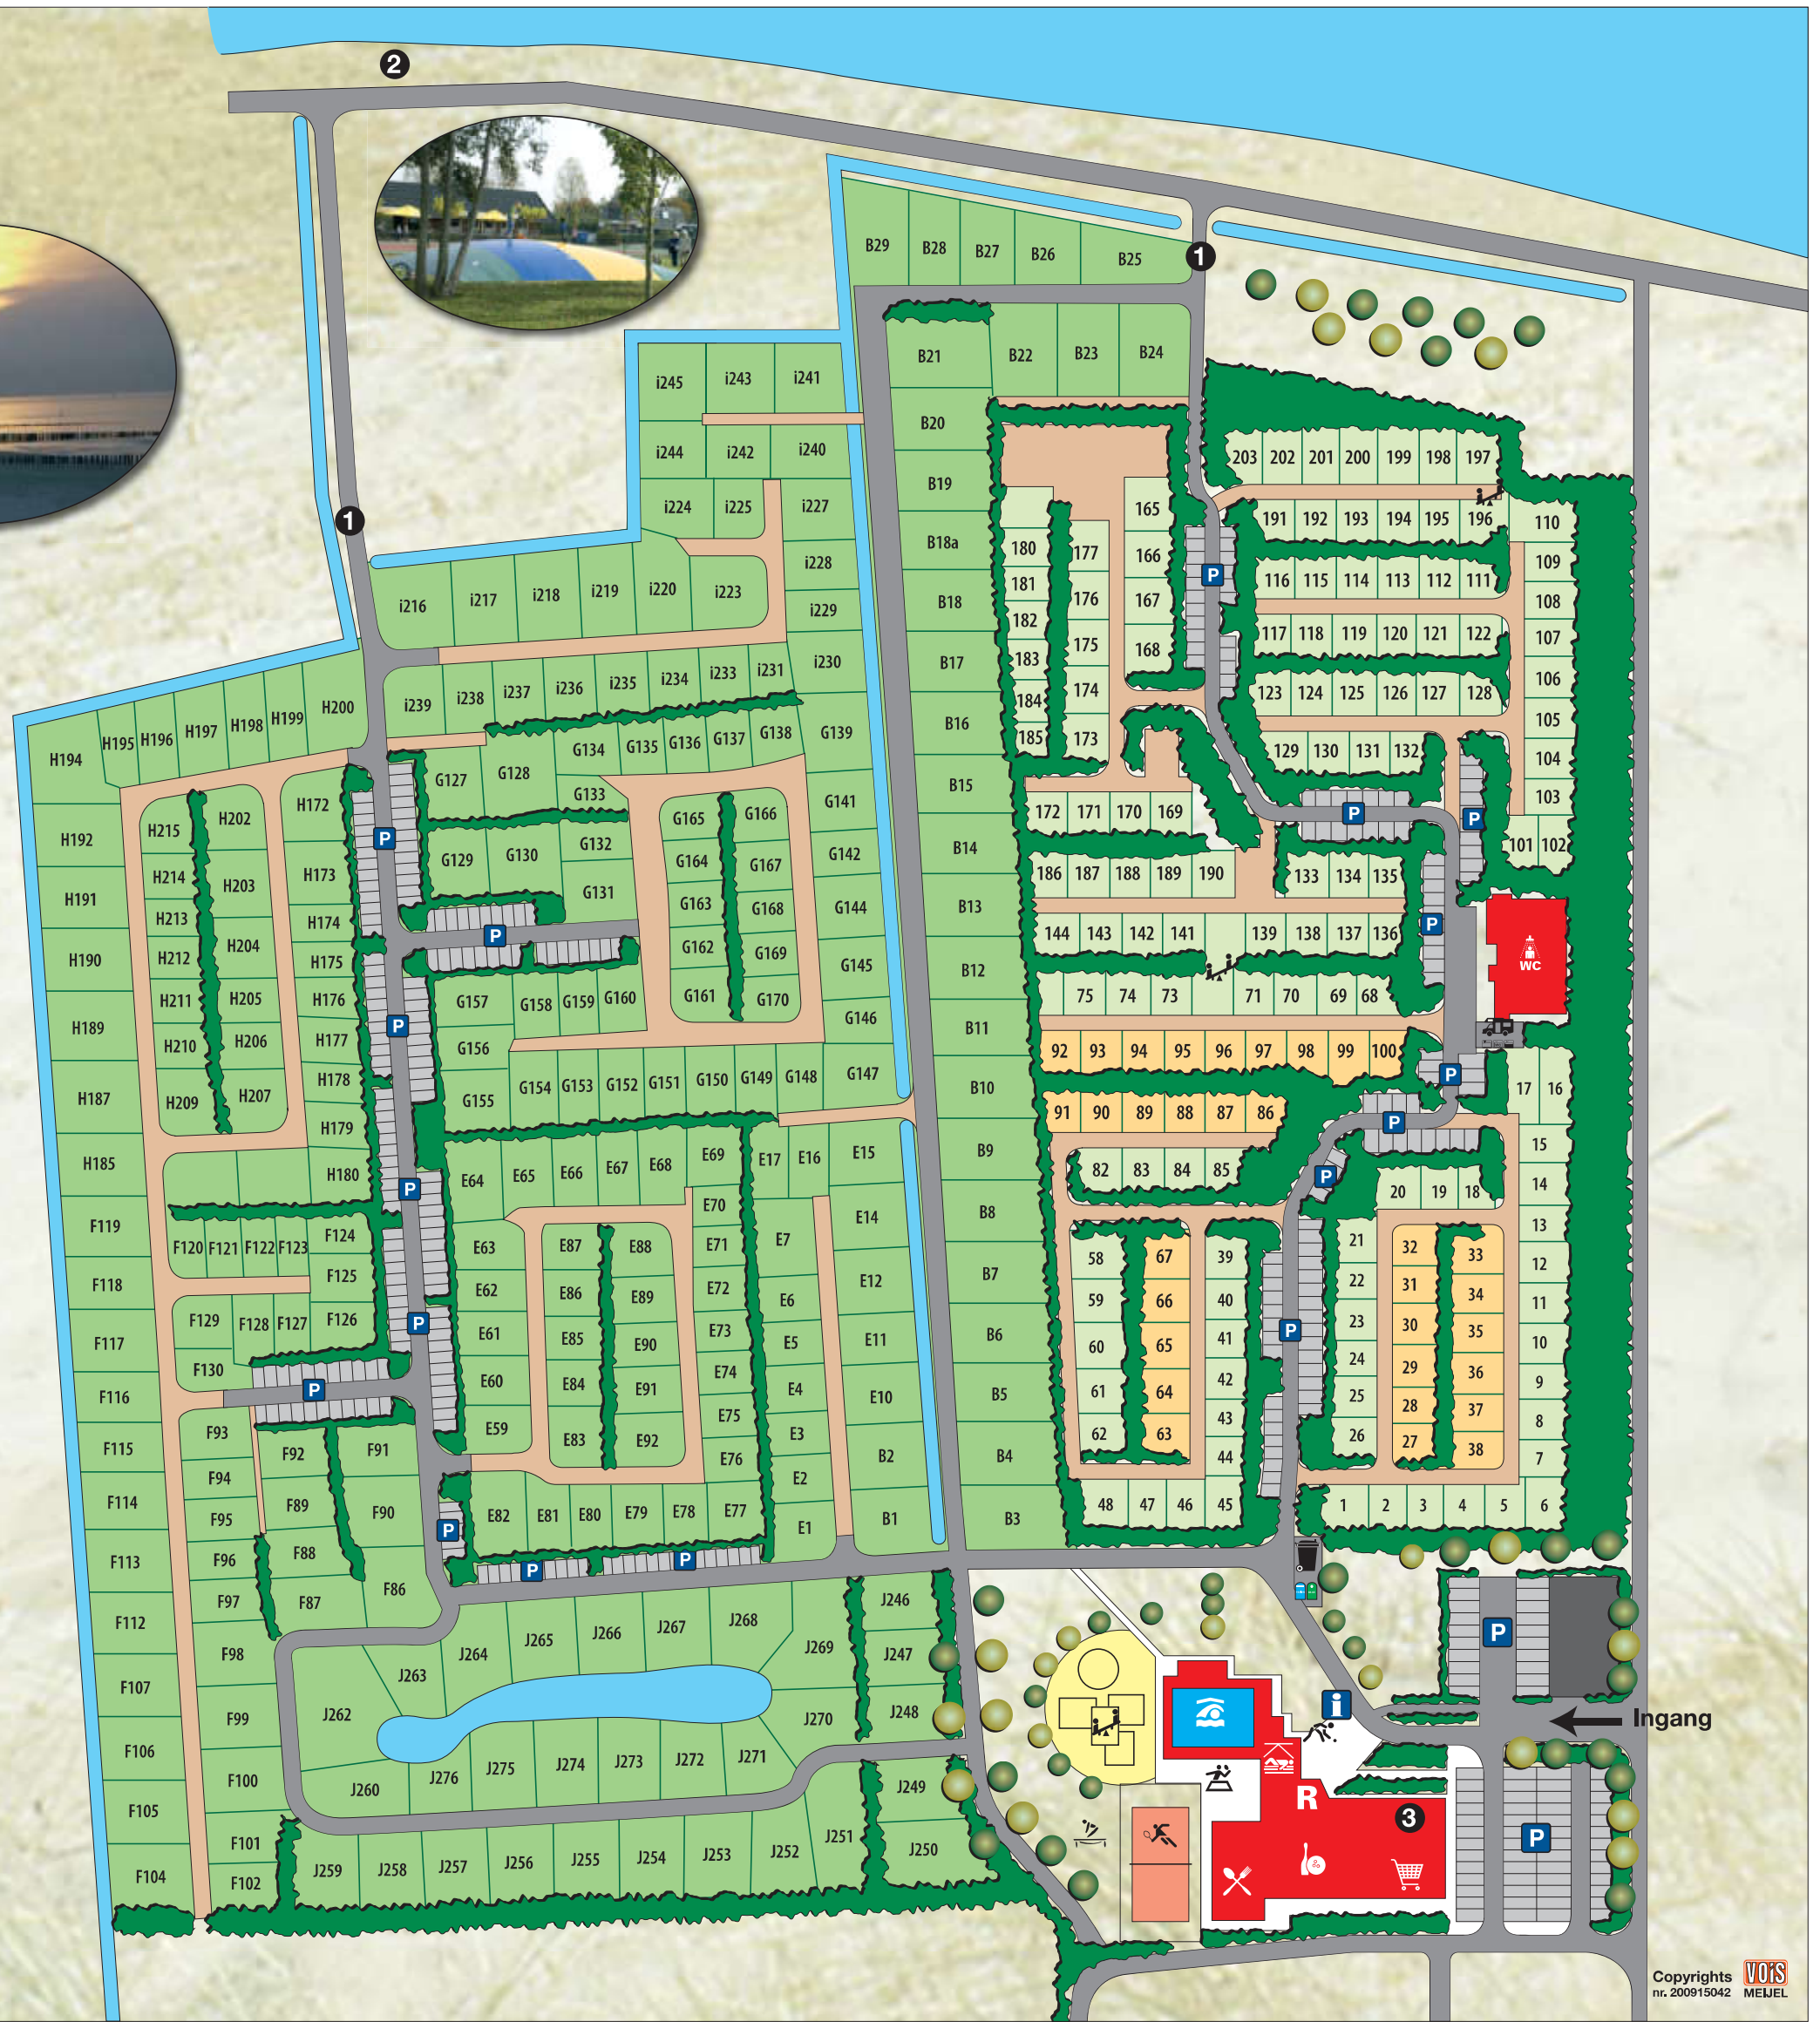 2
B29 B28 B27 B26 B25
1
i245 i243 i241
B21 B22 B23 B24
i244 i242 i240
B20
203 202 201 200 199 198 197
i224 i225 i227
B19
165
191 192 193 194 195 196 110
1
B18a
180 177 166
i228
109
P
i216 i217 i218 i219 i220 i223
181
116 115 114 113 112 111
B18
176 167
108
i229
182
117 118 119 120 121 122 107
B17
183 175 168
i239 i238 i237 i236 i235 i234 i233 i231 i230
184 174
123 124 125 126 127 128 106
H194 H195 H196 H197 H198 H199 H200
B16
185 173
105
G127 G128 G134 G135 G136 G137 G138 G139
129 130 131 132 104
G133
B15
103
H192 H215 H202 H172
P
G165 G166 G141
172 171 170 169
P P
G129 G130 G132
G164 G167 G142
B14
101 102
H191 H214 H203 H173
G131
186 187 188 189 190
133 134 135
H213 H174
G163 G168 G144
B13
P
H190 H212 H204 H175
P
G162 G169 G145
144 143 142 141 139 138 137 136
WC
B12
H189 H211 H205 H176
P
G157 G158 G159 G160
G161 G170 G146
75 74 73 71 70 69 68
B11
H210 H206 H177
G156
92 93 94 95 96 97 98 99 100
P
H187 H209 H207 H178
G155 G154 G153 G152 G151 G150 G149 G148 G147
B10
17 16
91 90 89 88 87 86
P
H179
15
H185 H180
P
E64 E65 E66 E67 E68 E69 E17 E16 E15
B9
82 83 84 85
P
20 19 18 14
F119 F120 F121 F122 F123 F124
E70 E7 E14
B8
13
F118 F125
E63 E87 E88 E71
B7
58 67 39
21 32 33 12
E62 E86 E89 E72 E6 E12
59 66 40
22 31 34 11
F117 F129 F128 F127 F126
P
E61 E85 E90 E73 E5 E11
B6
60 65 41
P
23 30 35 10
F116 F130
P
E60 E84 E91 E74 E4 E10
B5
61 64 42
24 29 36 9
25 28 37 8
F115 F93 F92 F91
E59 E83 E92 E75 E3
43
62 63
26 27 38 7
F114 F94 F89 F90
E76 E2 B2
B4
44
F95
P
E82 E81 E80 E79 E78 E77 E1 B1
B3
48 47 46 45
1 2 3 4 5 6
F113 F96 F88
P P
F97 F87 F86
J246
F112
P
F98 J263 J264 J265 J266 J267 J268 J269 J247
F107
F99 J262 J270 J248
i
Ingang
F106
F100 J260 J276 J275 J274 J273 J272 J271
J249
R
3
F105
F101
P
F104 F102 J259 J258 J257 J256 J255 J254 J253 J252 J251 J250
Copyrights VOiS
nr. 200915042 MEIJEL